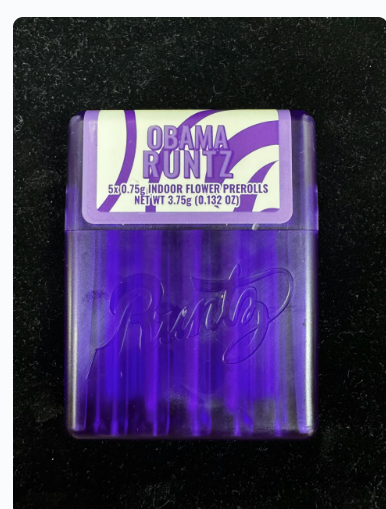 OBAMA
RUNTZ
5x 0.75g INDOOR FLOWER PREROLLS
NET WT 3.75g (0.132 OZ)
Runtz